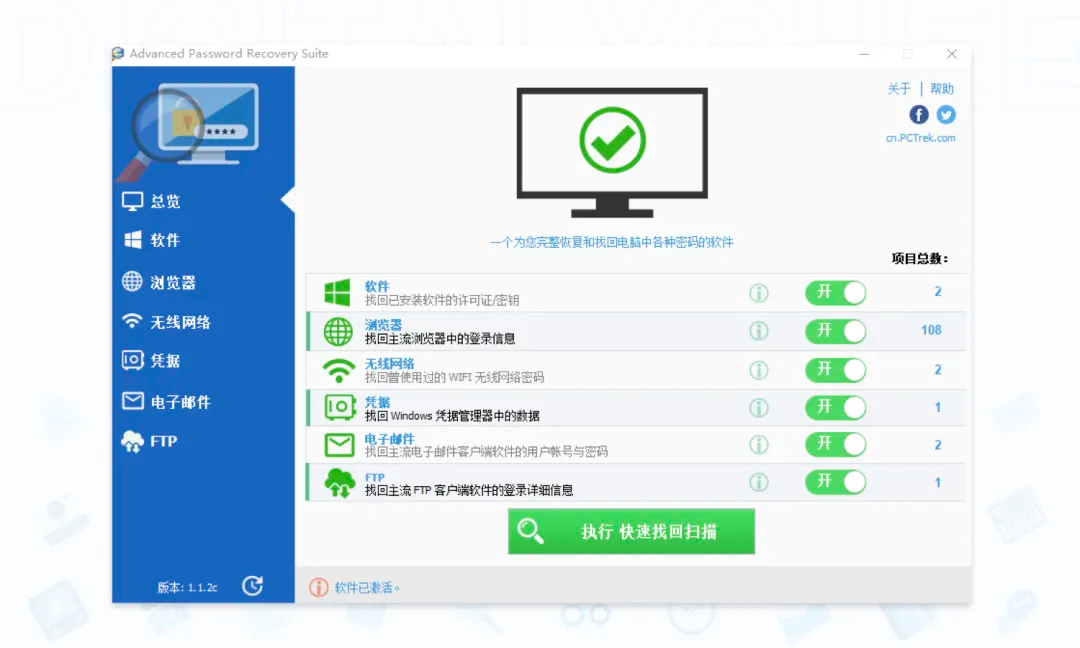 Advanced Password Recovery Suite
关于 | 帮助
cn.PCTrek.com
****
总览
软件
浏览器
无线网络
凭据
电子邮件
FTP
版本: 1.1.2c
一个为您完整恢复和找回电脑中各种密码的软件
项目总数:
软件
找回已安装软件的许可证/密钥
开
2
浏览器
找回主流浏览器中的登录信息
开
108
无线网络
找回曾使用过的 WIFI 无线网络密码
开
2
凭据
找回 Windows 凭据管理器中的数据
开
1
电子邮件
找回主流电子邮件客户端软件的用户帐号与密码
开
2
FTP
找回主流 FTP 客户端软件的登录详细信息
开
1
执行 快速找回扫描
软件已激活。